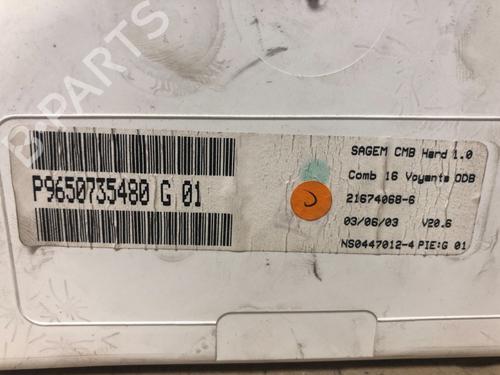 B-PARTS
P9650735480 G 01
SAGEM CMB Hard 1.0
Comb 16 Voyants ODB
21674068-6
03/06/03 V20.6
NS0447012-4 PIE:G 01